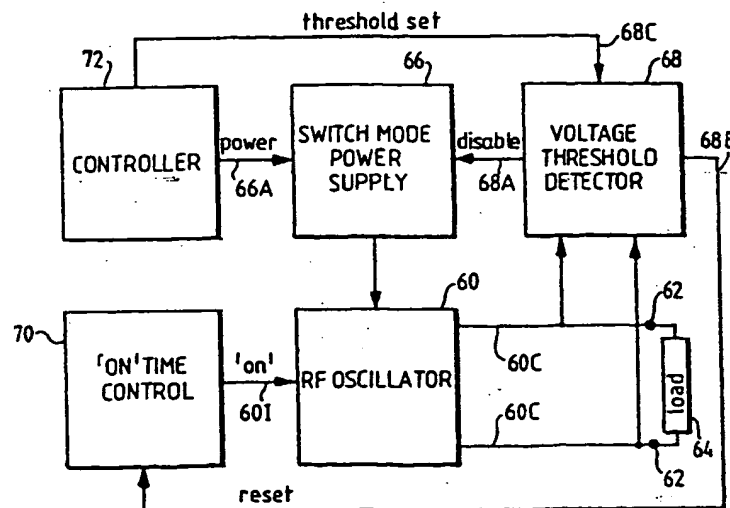 threshold set
68C
72
66
68
CONTROLLER
power
66A
SWITCH MODE
POWER
SUPPLY
disable
68A
VOLTAGE
THRESHOLD
DETECTOR
68B
60
62
70
'ON' TIME
CONTROL
'on'
60I
RF OSCILLATOR
60C
60C
load
64
62
reset